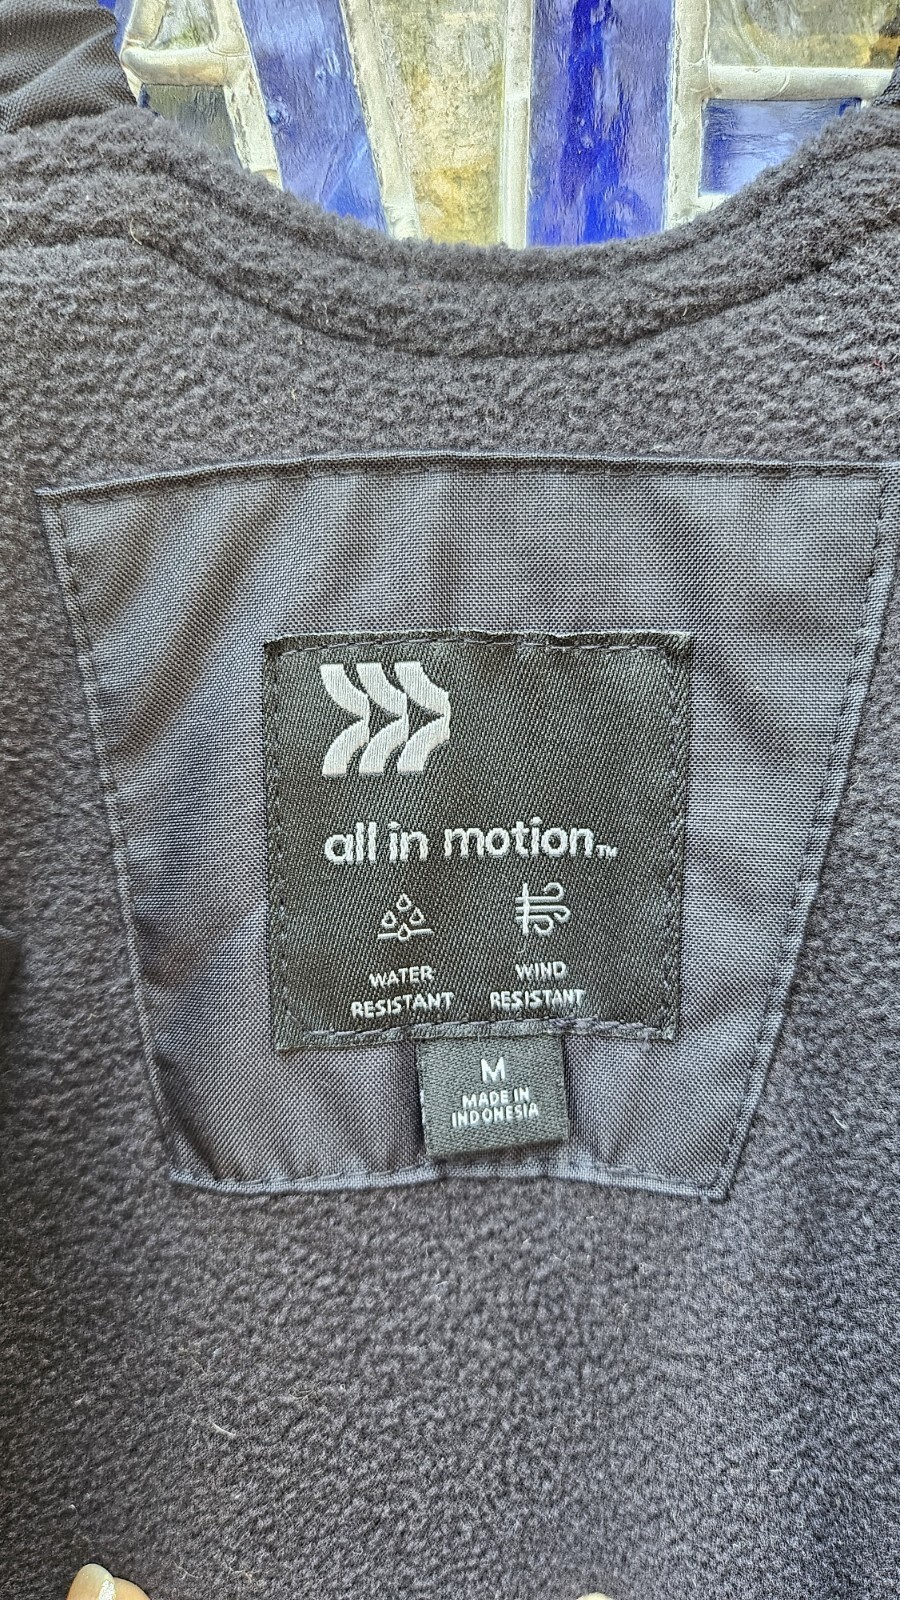 all in motion™
WATER RESISTANT
WIND RESISTANT
M
MADE IN
INDONESIA